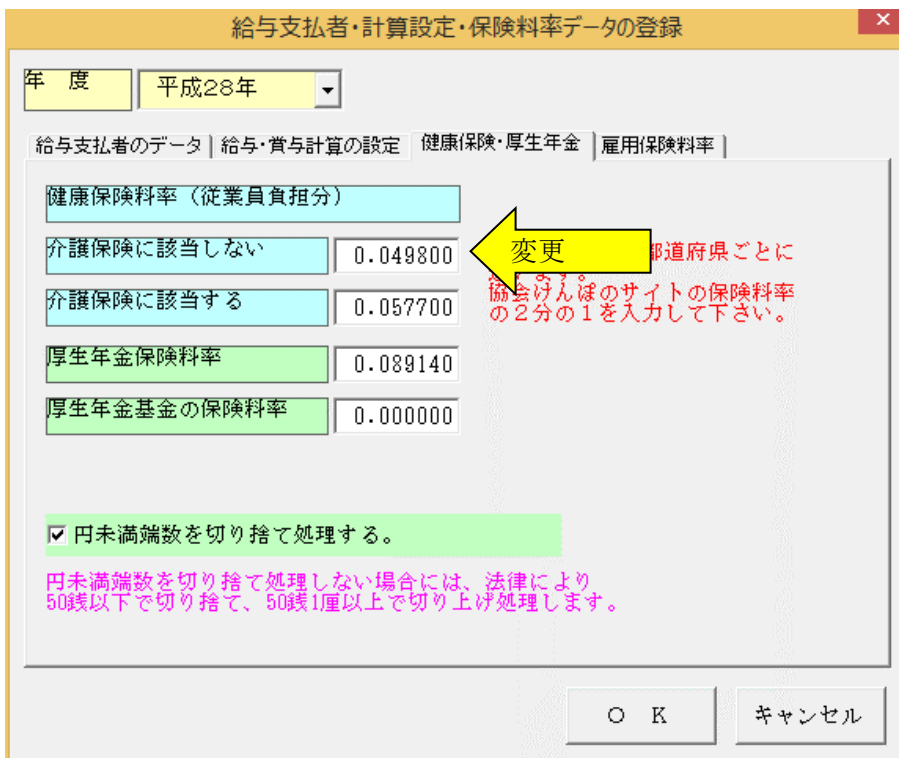 給与支払者・計算設定・保険料率データの登録
年　度
平成28年
給与支払者のデータ
給与・賞与計算の設定
健康保険・厚生年金
雇用保険料率
健康保険料率（従業員負担分）
介護保険に該当しない
0.049800
変更
都道府県ごとに
介護保険に該当する
0.057700
協会けんぽのサイトの保険料率
の２分の１を入力して下さい。
厚生年金保険料率
0.089140
厚生年金基金の保険料率
0.000000
円未満端数を切り捨て処理する。
円未満端数を切り捨て処理しない場合には、法律により
50銭以下で切り捨て、50銭1厘以上で切り上げ処理します。
Ｏ　Ｋ
キャンセル